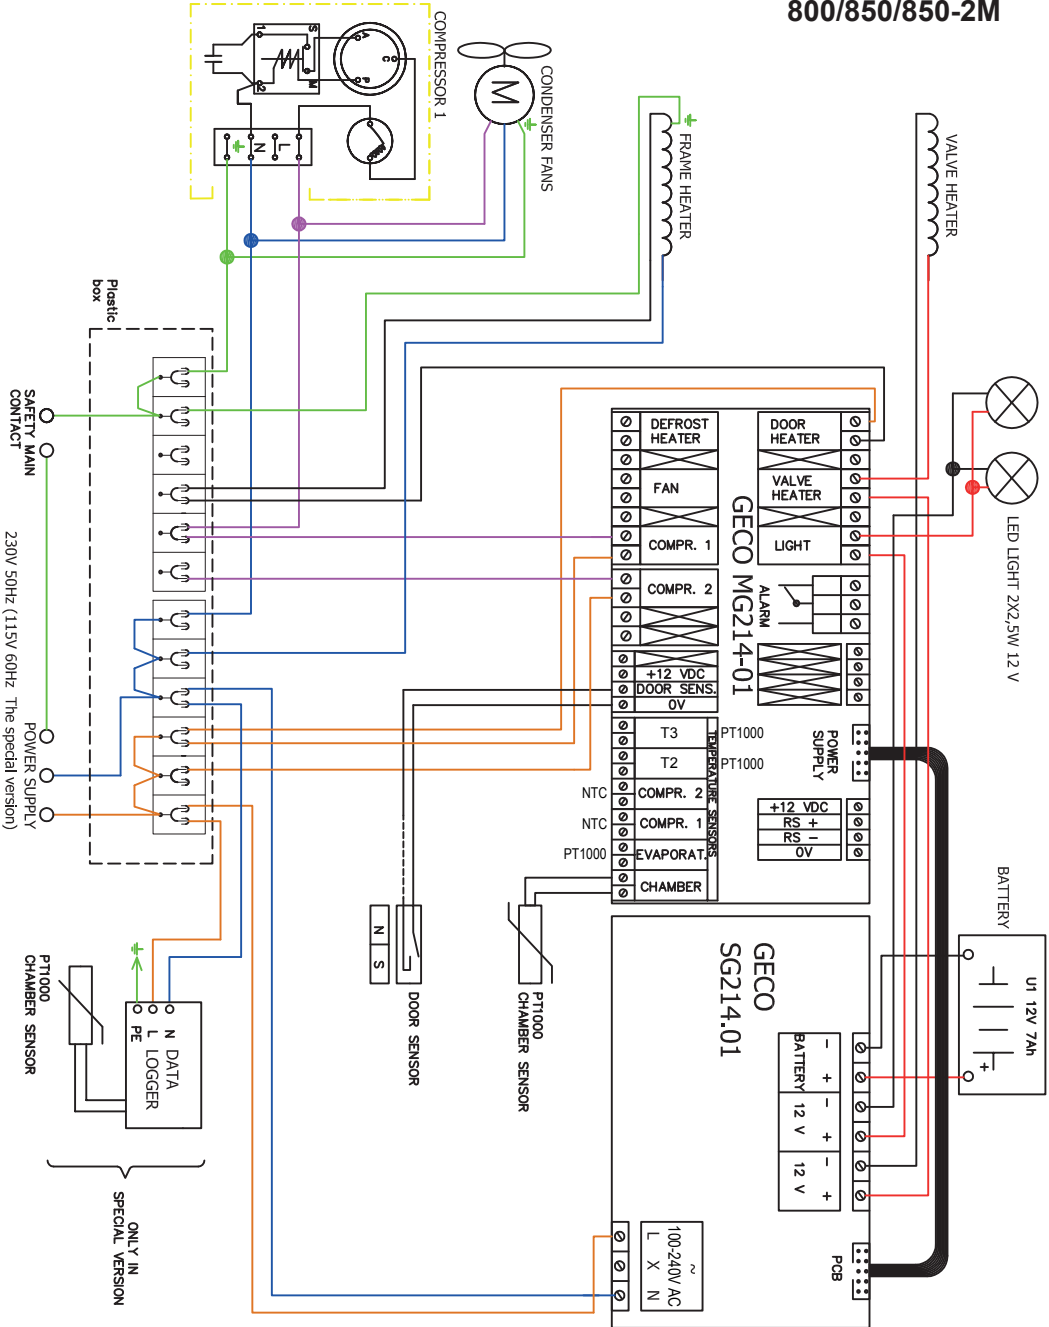 800/850/850-2M
COMPRESSOR 1
1
S
2
M
A
C
P
N
L
CONDENSER FANS
M
FRAME HEATER
VALVE HEATER
LED LIGHT 2X2,5W 12 V
Plastic
box
SAFETY MAIN
CONTACT
POWER SUPPLY
230V 50Hz (115V 60Hz The special version)
GECO MG214-01
DEFROST
HEATER
FAN
COMPR. 1
COMPR. 2
+12 VDC
DOOR SENS.
0V
T3
T2
COMPR. 2
COMPR. 1
EVAPORAT.
CHAMBER
TEMPERATURE SENSORS
PT1000
PT1000
NTC
NTC
PT1000
DOOR
HEATER
VALVE
HEATER
LIGHT
ALARM
POWER
SUPPLY
+12 VDC
RS +
RS -
0V
BATTERY
U1 12V 7Ah
+
GECO
SG214.01
BATTERY
- +
12 V
- +
12 V
- +
PCB
~
100-240V AC
L X N
N S
DOOR SENSOR
PT1000
CHAMBER SENSOR
PT1000
CHAMBER SENSOR
N
L
PE
DATA
LOGGER
ONLY IN
SPECIAL VERSION